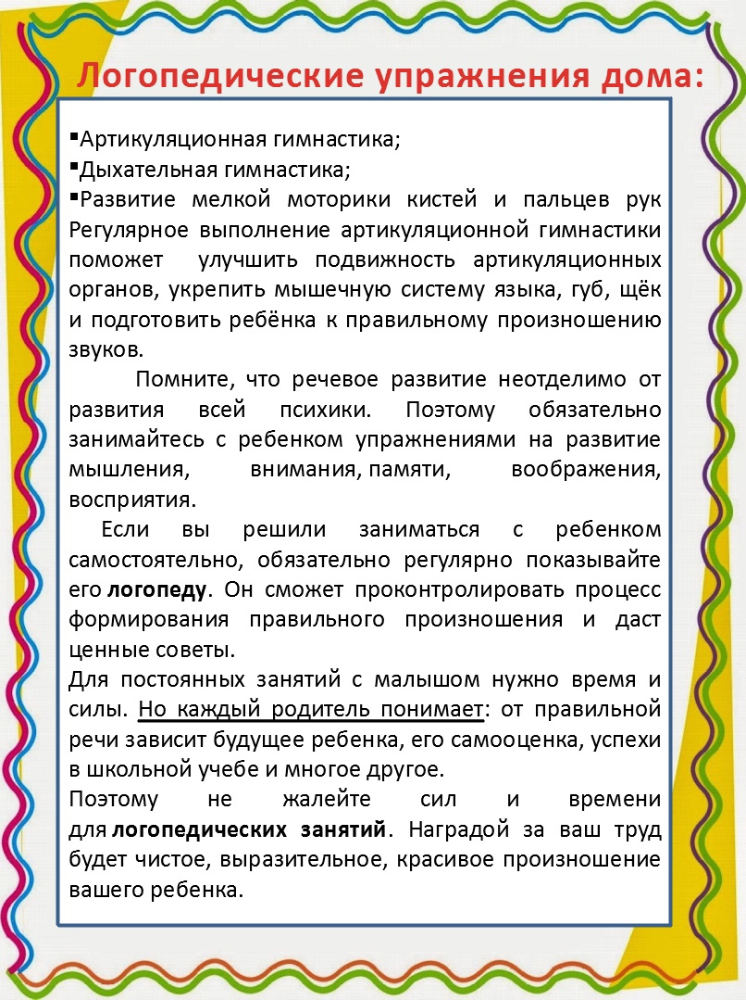 Логопедические упражнения дома:
▪Артикуляционная гимнастика;
▪Дыхательная гимнастика;
▪Развитие мелкой моторики кистей и пальцев рук
Регулярное выполнение артикуляционной гимнастики
поможет улучшить подвижность артикуляционных
органов, укрепить мышечную систему языка, губ, щёк
и подготовить ребёнка к правильному произношению
звуков.
Помните, что речевое развитие неотделимо от
развития всей психики. Поэтому обязательно
занимайтесь с ребенком упражнениями на развитие
мышления, внимания, памяти, воображения,
восприятия.
Если вы решили заниматься с ребенком
самостоятельно, обязательно регулярно показывайте
его логопеду. Он сможет проконтролировать процесс
формирования правильного произношения и даст
ценные советы.
Для постоянных занятий с малышом нужно время и
силы. Но каждый родитель понимает: от правильной
речи зависит будущее ребенка, его самооценка, успехи
в школьной учебе и многое другое.
Поэтому не жалейте сил и времени
для логопедических занятий. Наградой за ваш труд
будет чистое, выразительное, красивое произношение
вашего ребенка.